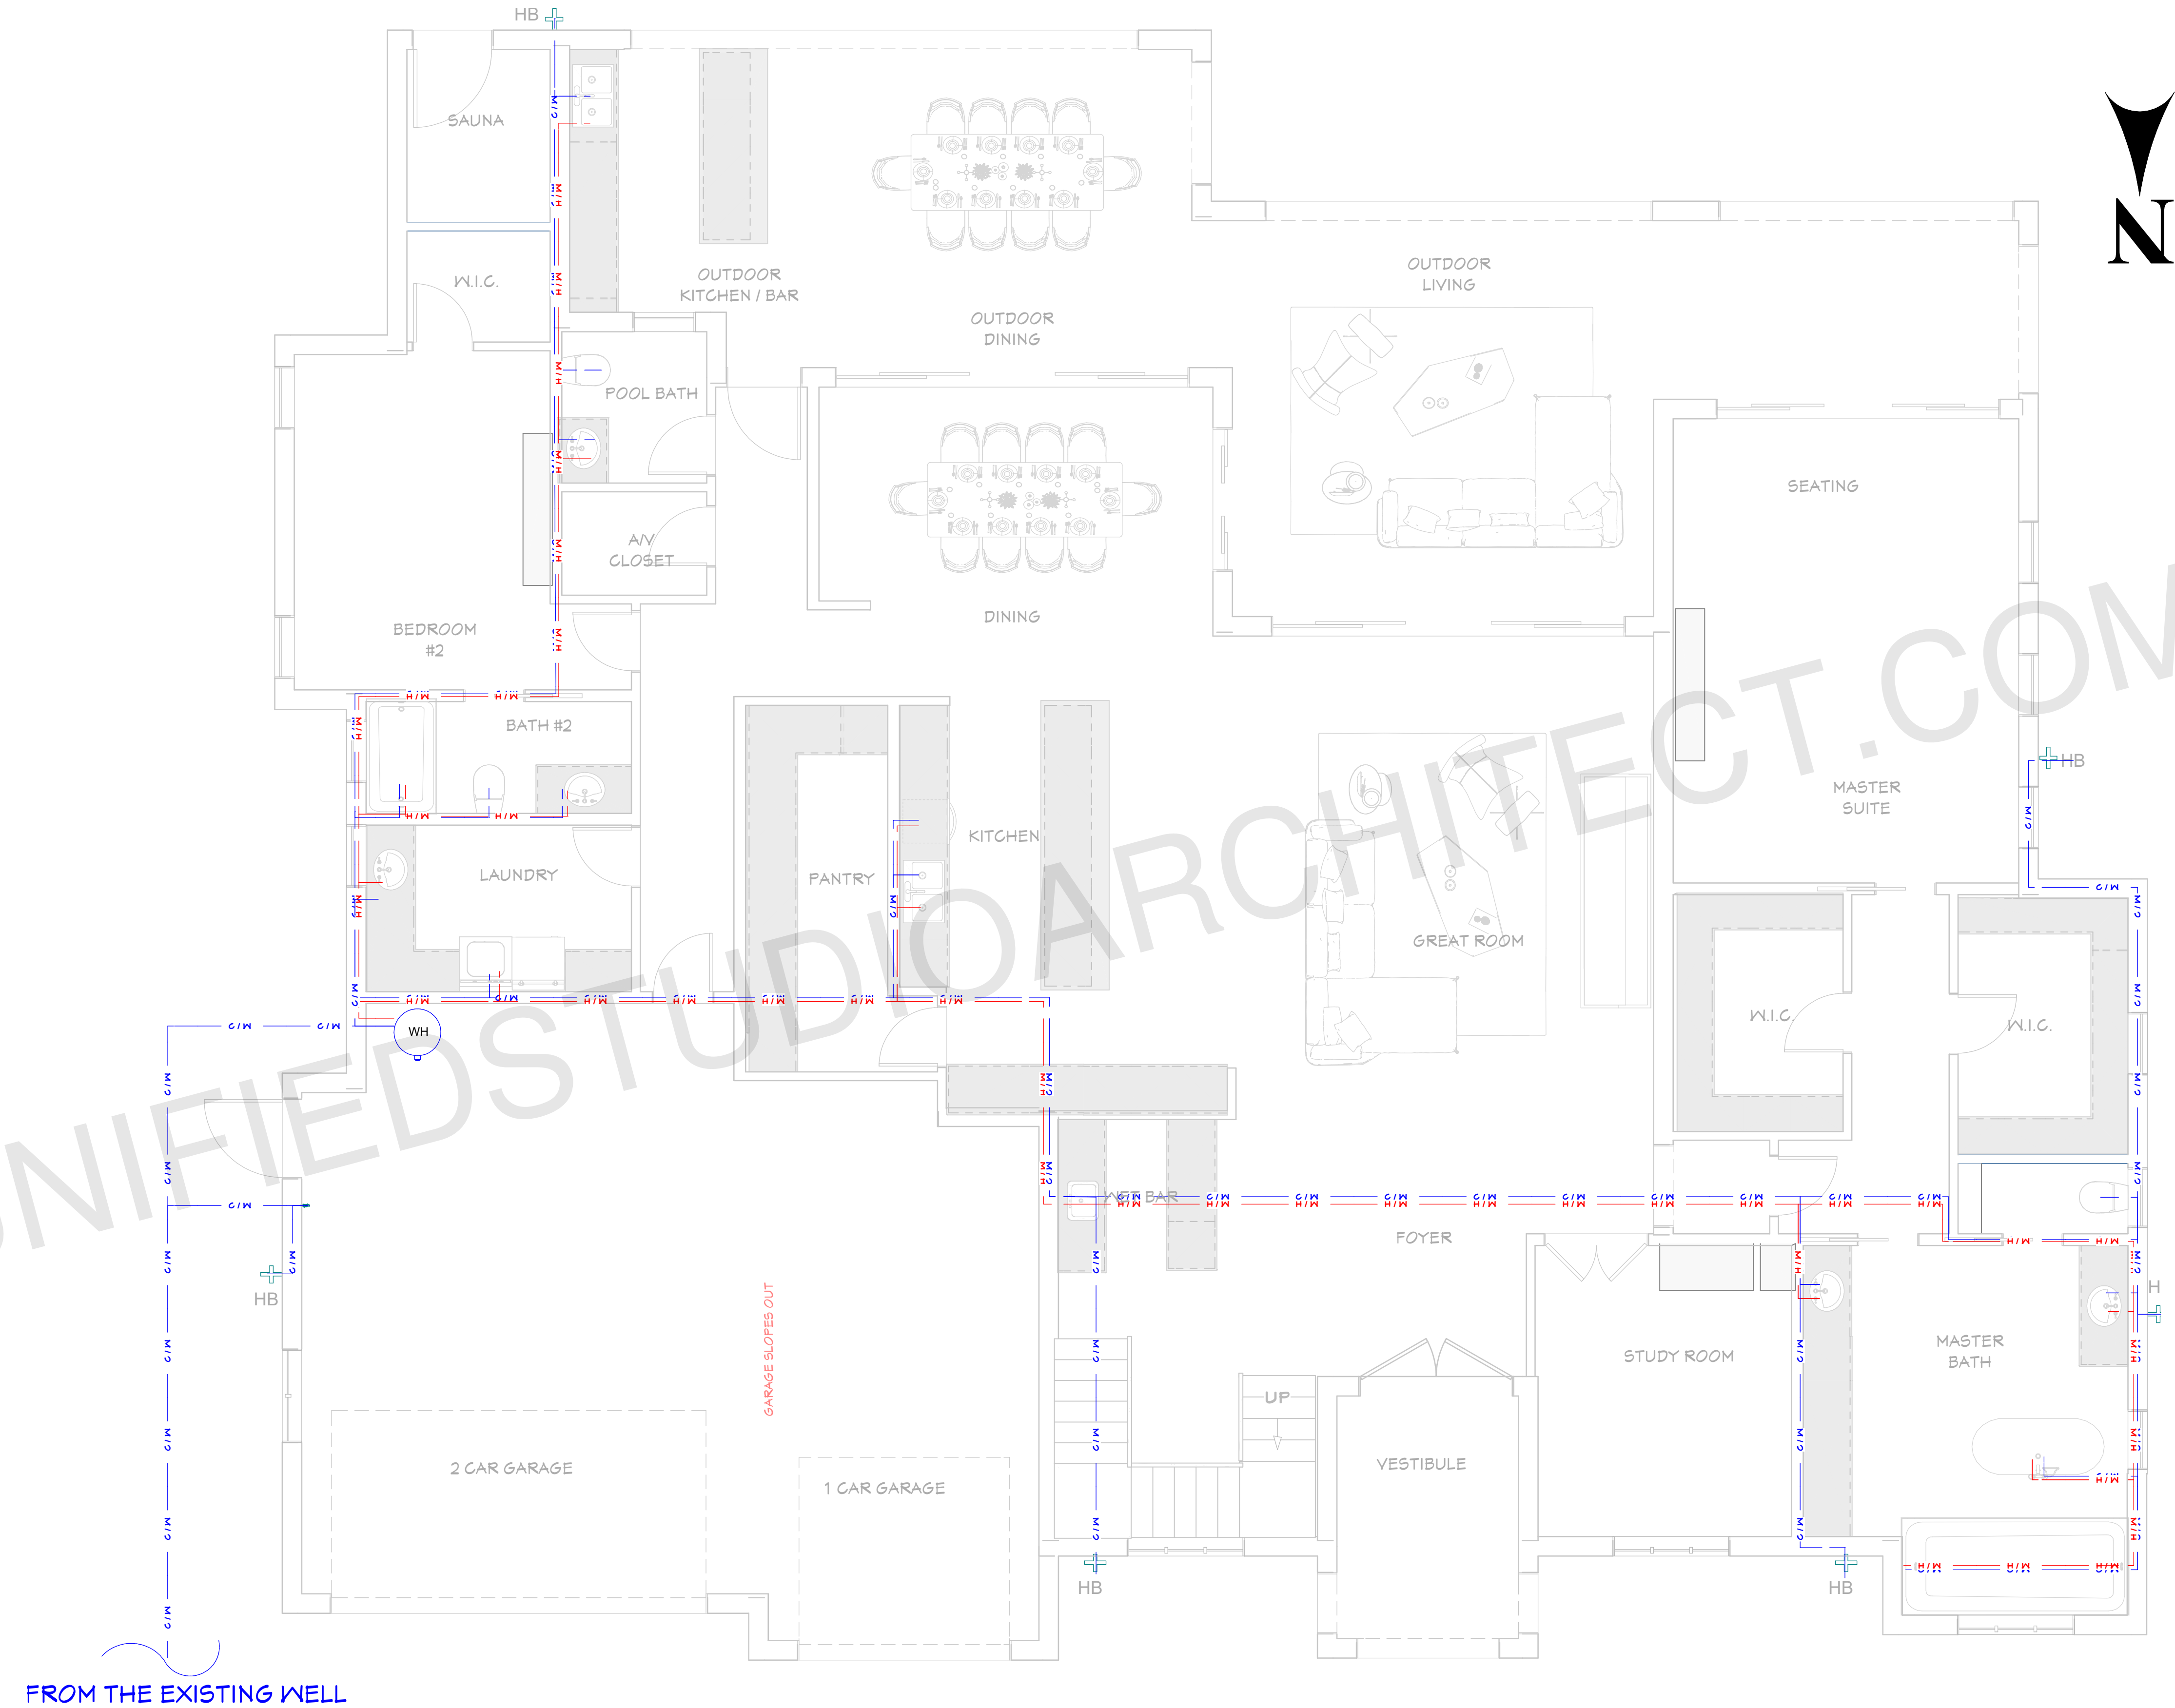 HB
SAUNA
W.I.C.
OUTDOOR
KITCHEN / BAR
OUTDOOR
DINING
OUTDOOR
LIVING
N
POOL BATH
A/V
CLOSET
SEATING
BEDROOM
#2
DINING
BATH #2
HB
MASTER
SUITE
LAUNDRY
PANTRY
KITCHEN
GREAT ROOM
W.I.C.
W.I.C.
WH
WET BAR
FOYER
HB
H
GARAGE SLOPES OUT
STUDY ROOM
MASTER
BATH
UP
2 CAR GARAGE
1 CAR GARAGE
VESTIBULE
HB
HB
FROM THE EXISTING WELL
UNIFIEDSTUDIOARCHITECT.COM